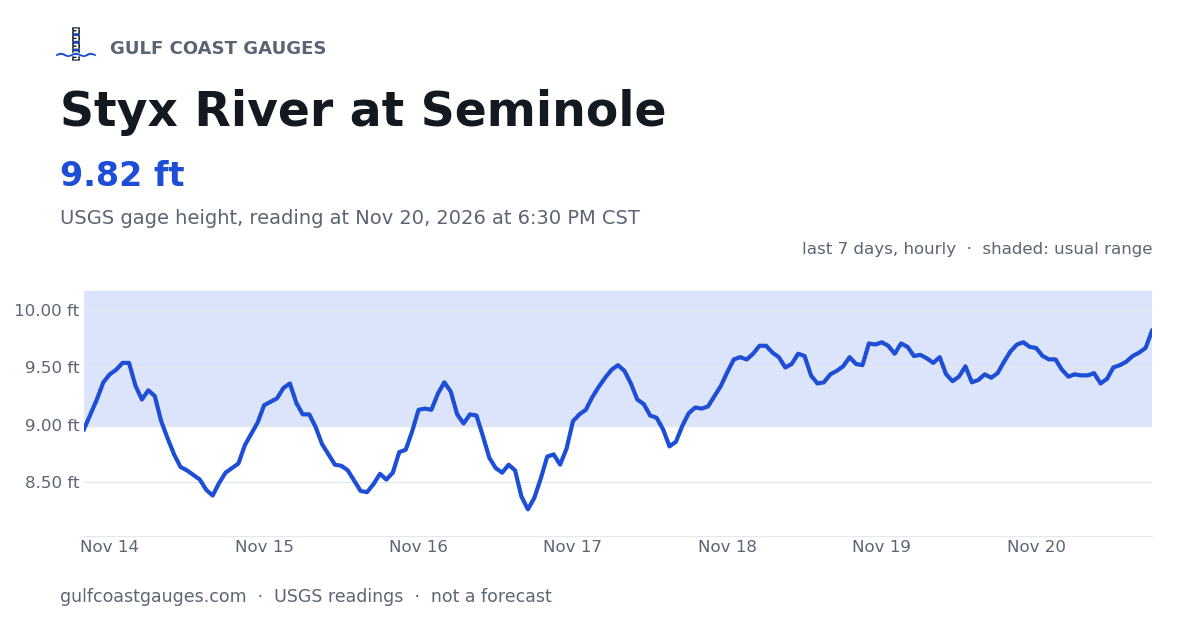 GULF COAST GAUGES
Styx River at Seminole
9.82 ft
USGS gage height, reading at Nov 20, 2026 at 6:30 PM CST
last 7 days, hourly · shaded: usual range
10.00 ft
9.50 ft
9.00 ft
8.50 ft
Nov 14 Nov 15 Nov 16 Nov 17 Nov 18 Nov 19 Nov 20
gulfcoastgauges.com · USGS readings · not a forecast